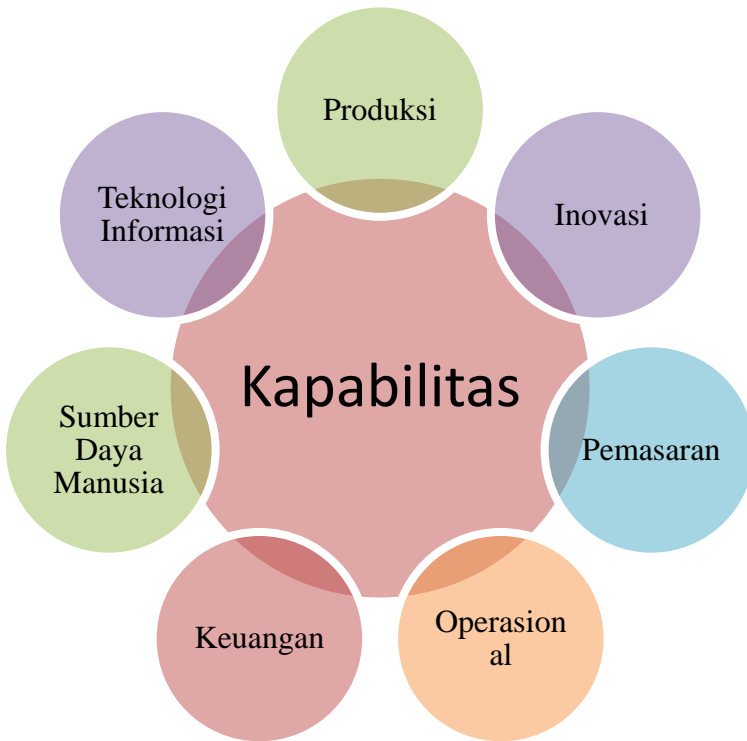 Produksi
Inovasi
Pemasaran
Operasion
al
Keuangan
Sumber
Daya
Manusia
Teknologi
Informasi
Kapabilitas